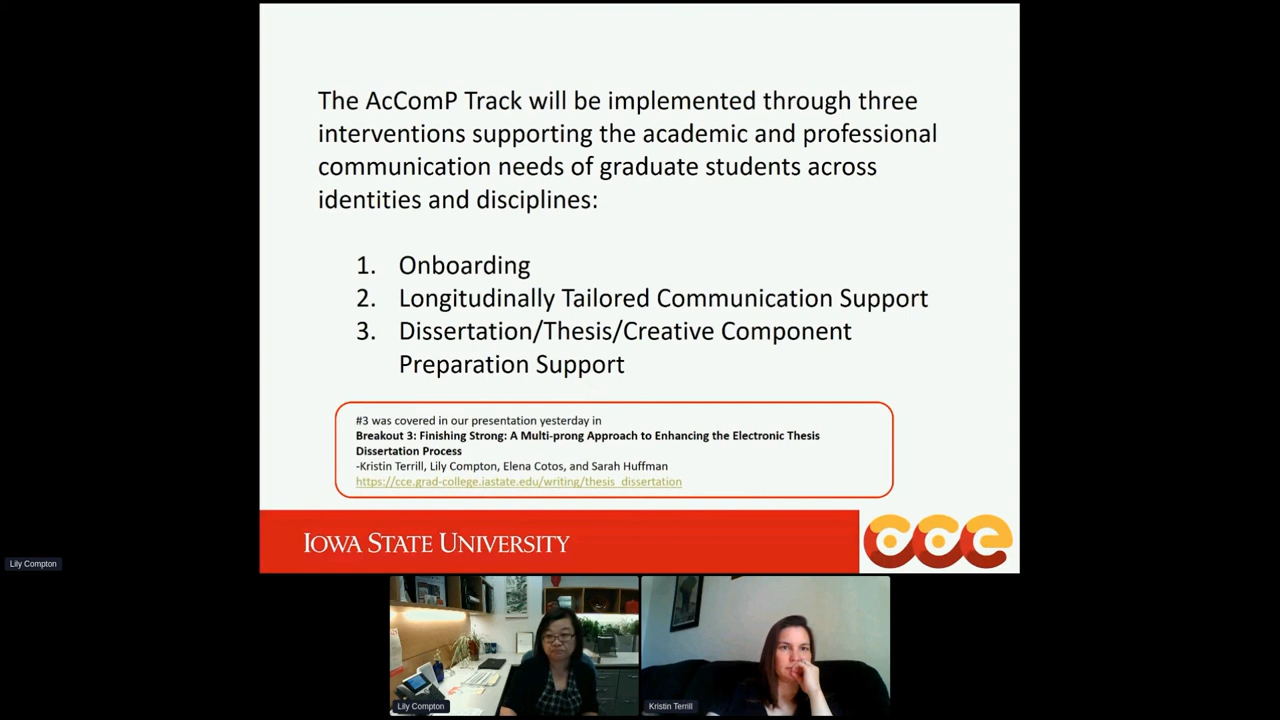 The AcComP Track will be implemented through three
interventions supporting the academic and professional
communication needs of graduate students across
identities and disciplines:
1. Onboarding
2. Longitudinally Tailored Communication Support
3. Dissertation/Thesis/Creative Component
Preparation Support
#3 was covered in our presentation yesterday in
Breakout 3: Finishing Strong: A Multi-prong Approach to Enhancing the Electronic Thesis
Dissertation Process
-Kristin Terrill, Lily Compton, Elena Cotos, and Sarah Huffman
https://cce.grad-college.iastate.edu/writing/thesis_dissertation
IOWA STATE UNIVERSITY
cce
Lily Compton
Lily Compton
Kristin Terrill